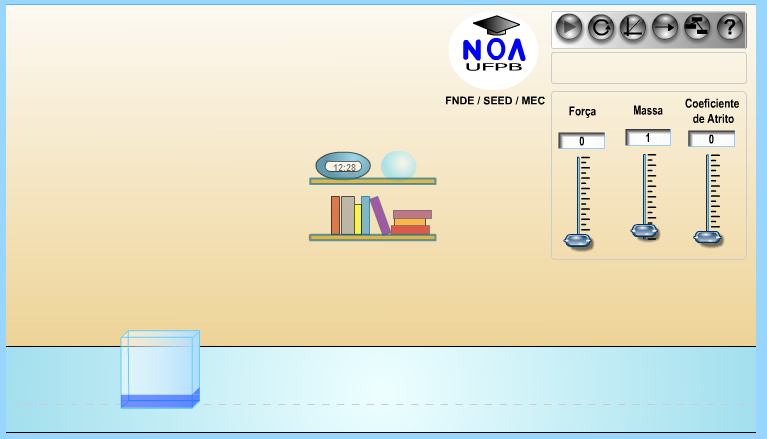 NOA
UFPB
FNDE / SEED / MEC
?
Força
Massa
Coeficiente
de Atrito
0
1
0
12:28